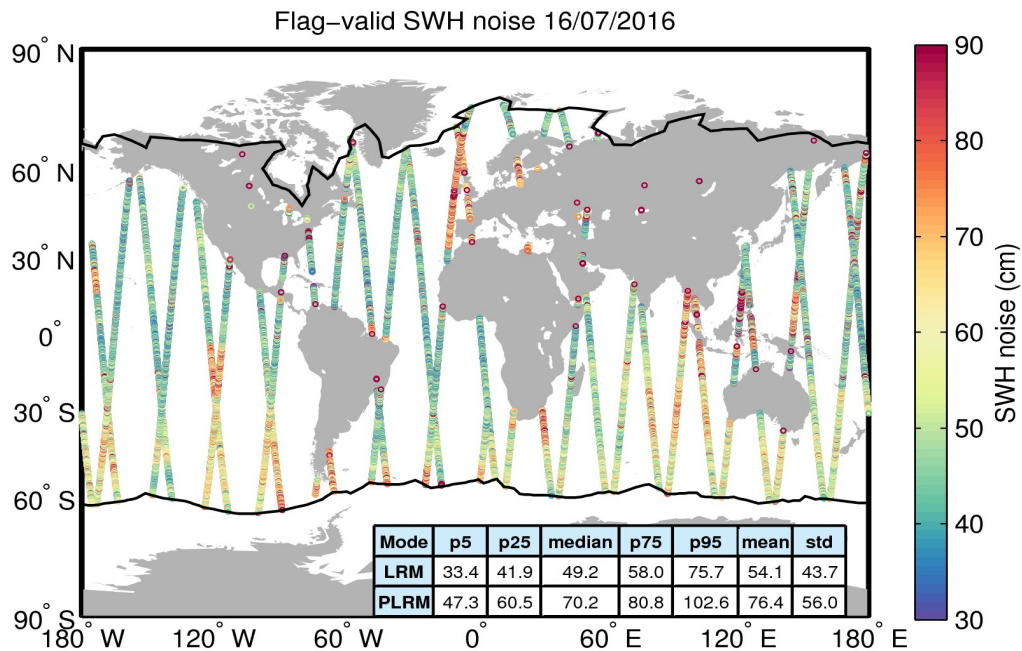 Flag−valid SWH noise 16/07/2016
90° N
60° N
30° N
0°
30° S
60° S
90° S
180° W
120° W
60° W
0°
60° E
120° E
180° E
Mode p5 p25 median p75 p95 mean std
LRM 33.4 41.9 49.2 58.0 75.7 54.1 43.7
PLRM 47.3 60.5 70.2 80.8 102.6 76.4 56.0
90
80
70
60
50
40
30
SWH noise (cm)